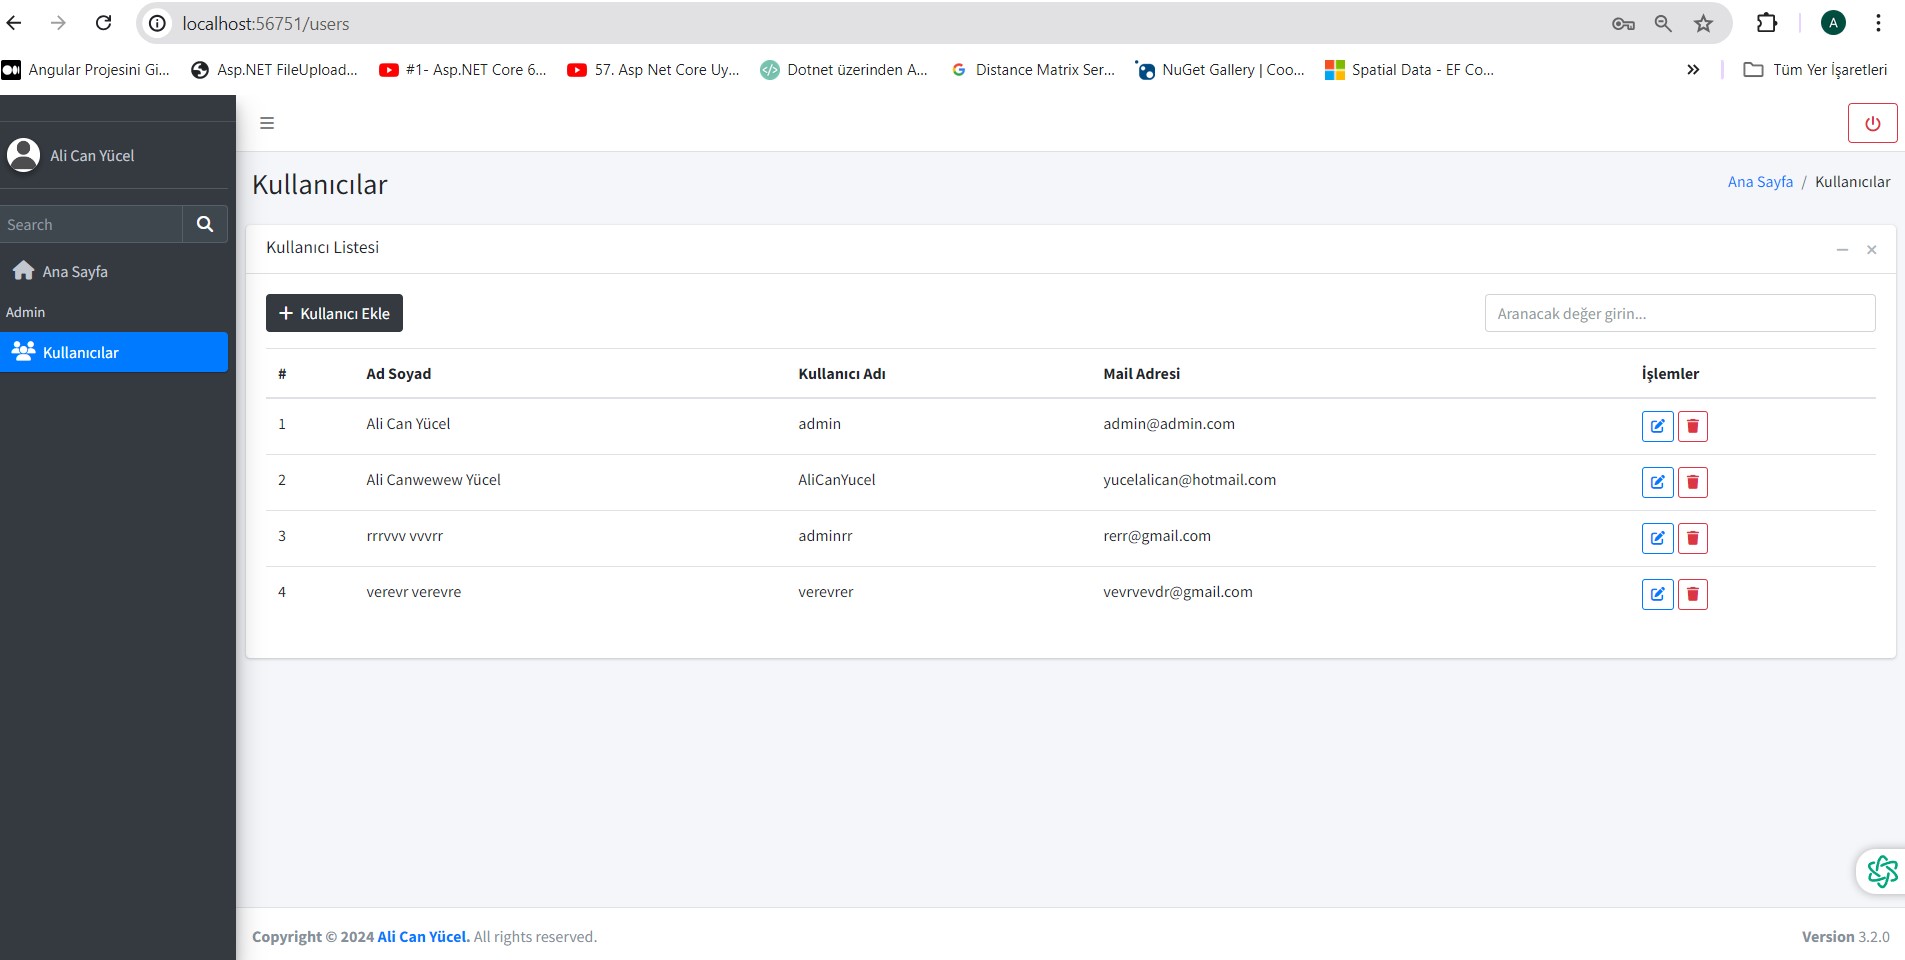 localhost:56751/users
A
Angular Projesini Gi...
Asp.NET FileUpload...
#1- Asp.NET Core 6...
57. Asp Net Core Uy...
Dotnet üzerinden A...
Distance Matrix Ser...
NuGet Gallery | Coo...
Spatial Data - EF Co...
Tüm Yer İşaretleri
Ali Can Yücel
Search
Ana Sayfa
Admin
Kullanıcılar
Kullanıcılar
Ana Sayfa / Kullanıcılar
Kullanıcı Listesi
Kullanıcı Ekle
Aranacak değer girin...
# Ad Soyad Kullanıcı Adı Mail Adresi İşlemler
1 Ali Can Yücel admin admin@admin.com
2 Ali Canwewew Yücel AliCanYucel yucelalican@hotmail.com
3 rrrvvv vvvrr adminrr rerr@gmail.com
4 verevr verevre verevrer vevrvevdr@gmail.com
Copyright © 2024 Ali Can Yücel. All rights reserved.
Version 3.2.0